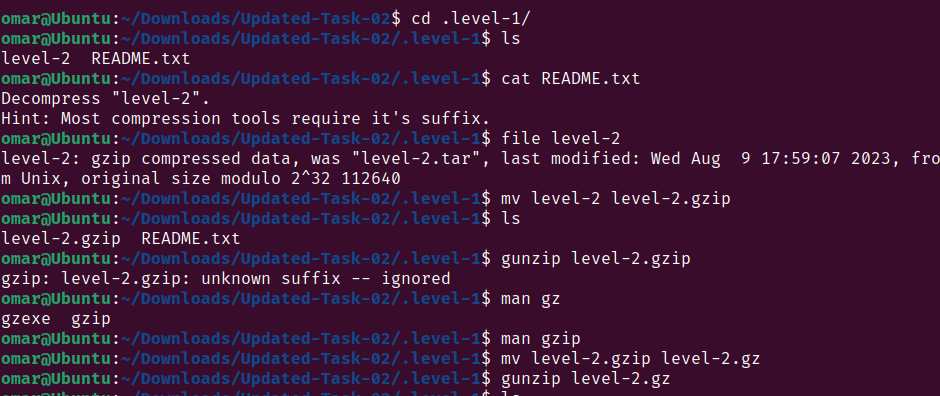 omar@Ubuntu:~/Downloads/Updated-Task-02$ cd .level-1/
omar@Ubuntu:~/Downloads/Updated-Task-02/.level-1$ ls
level-2  README.txt
omar@Ubuntu:~/Downloads/Updated-Task-02/.level-1$ cat README.txt
Decompress "level-2".
Hint: Most compression tools require it's suffix.
omar@Ubuntu:~/Downloads/Updated-Task-02/.level-1$ file level-2
level-2: gzip compressed data, was "level-2.tar", last modified: Wed Aug  9 17:59:07 2023, fro
m Unix, original size modulo 2^32 112640
omar@Ubuntu:~/Downloads/Updated-Task-02/.level-1$ mv level-2 level-2.gzip
omar@Ubuntu:~/Downloads/Updated-Task-02/.level-1$ ls
level-2.gzip  README.txt
omar@Ubuntu:~/Downloads/Updated-Task-02/.level-1$ gunzip level-2.gzip
gzip: level-2.gzip: unknown suffix -- ignored
omar@Ubuntu:~/Downloads/Updated-Task-02/.level-1$ man gz
gzexe  gzip
omar@Ubuntu:~/Downloads/Updated-Task-02/.level-1$ man gzip
omar@Ubuntu:~/Downloads/Updated-Task-02/.level-1$ mv level-2.gzip level-2.gz
omar@Ubuntu:~/Downloads/Updated-Task-02/.level-1$ gunzip level-2.gz